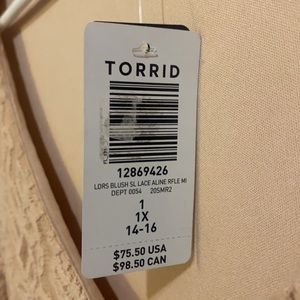 TORRID
12869426
LDRS BLUSH SL LACE ALINE RFLE MI
DEPT 0054 20SMR2
1
1X
14-16
$75.50 USA
$98.50 CAN